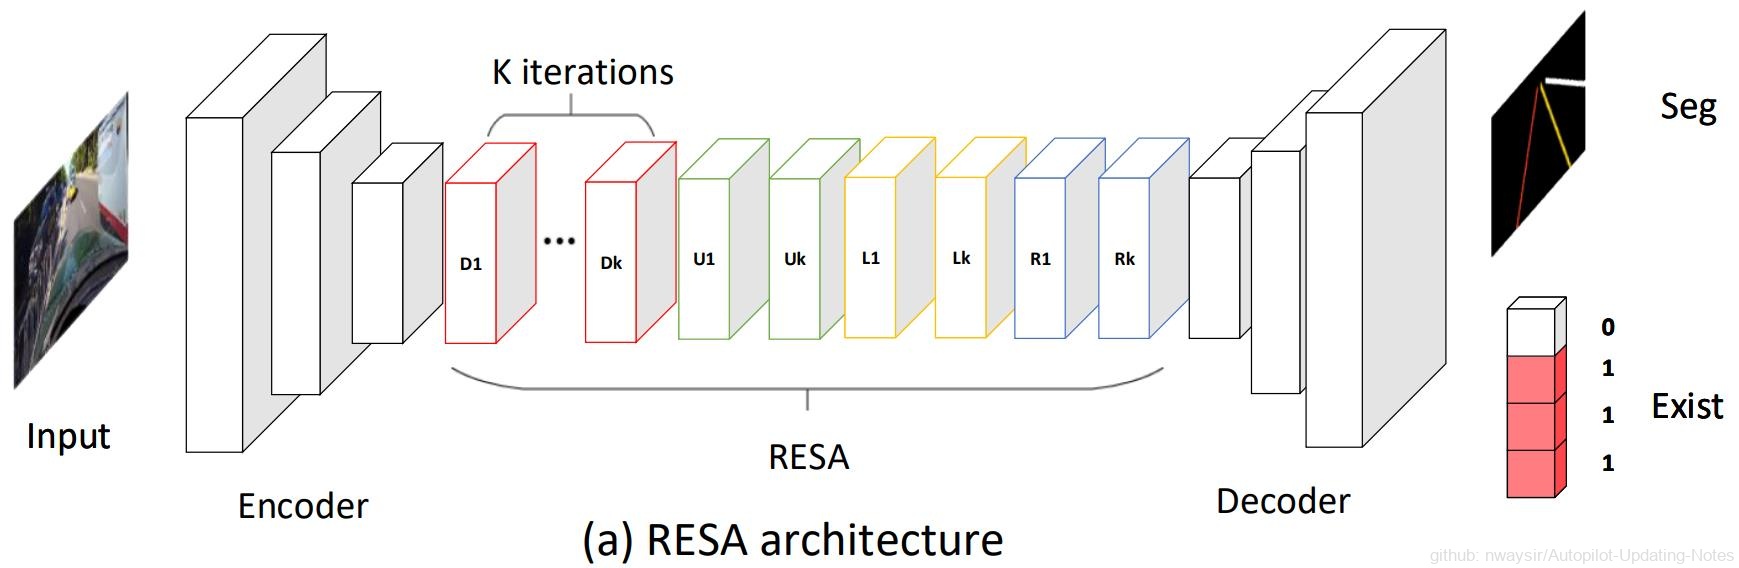 K iterations
Seg
D1
Dk
U1
Uk
L1
Lk
R1
Rk
0
1
1
1
Exist
Input
RESA
Encoder
Decoder
(a) RESA architecture
github: nwaysir/Autopilot-Updating-Notes